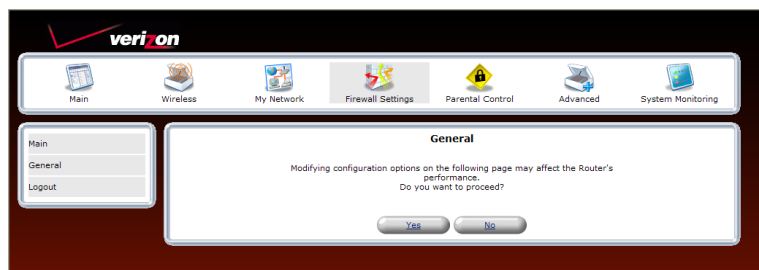 verizon
Main
Wireless
My Network
Firewall Settings
Parental Control
Advanced
System Monitoring
Main
General
Logout
General
Modifying configuration options on the following page may affect the Router's
performance.
Do you want to proceed?
Yes
No